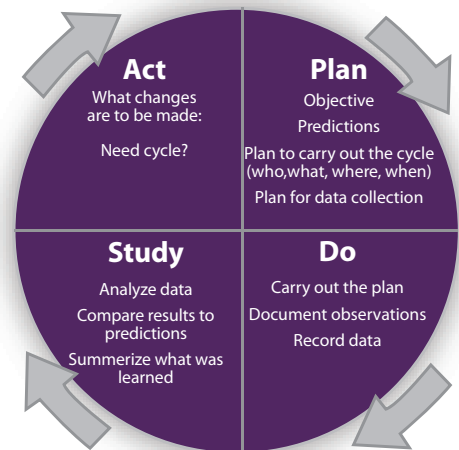 Act
What changes
are to be made:
Need cycle?
Plan
Objective
Predictions
Plan to carry out the cycle
(who,what, where, when)
Plan for data collection
Study
Analyze data
Compare results to
predictions
Summerize what was
learned
Do
Carry out the plan
Document observations
Record data